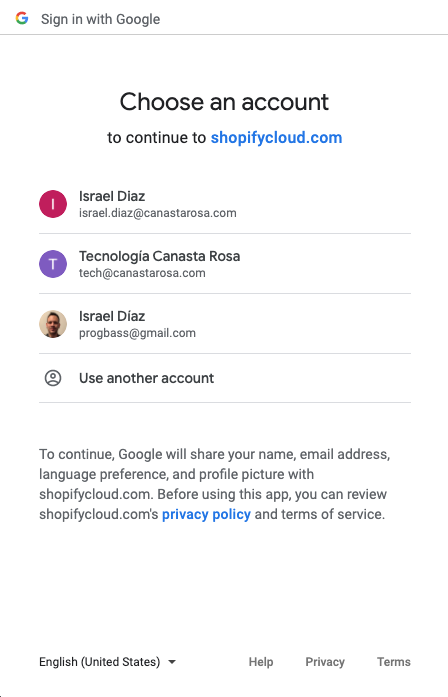 Sign in with Google
Choose an account
to continue to shopifycloud.com
I
Israel Diaz
israel.diaz@canastarosa.com
T
Tecnología Canasta Rosa
tech@canastarosa.com
Israel Díaz
progbass@gmail.com
Use another account
To continue, Google will share your name, email address,
language preference, and profile picture with
shopifycloud.com. Before using this app, you can review
shopifycloud.com's privacy policy and terms of service.
English (United States) Help Privacy Terms